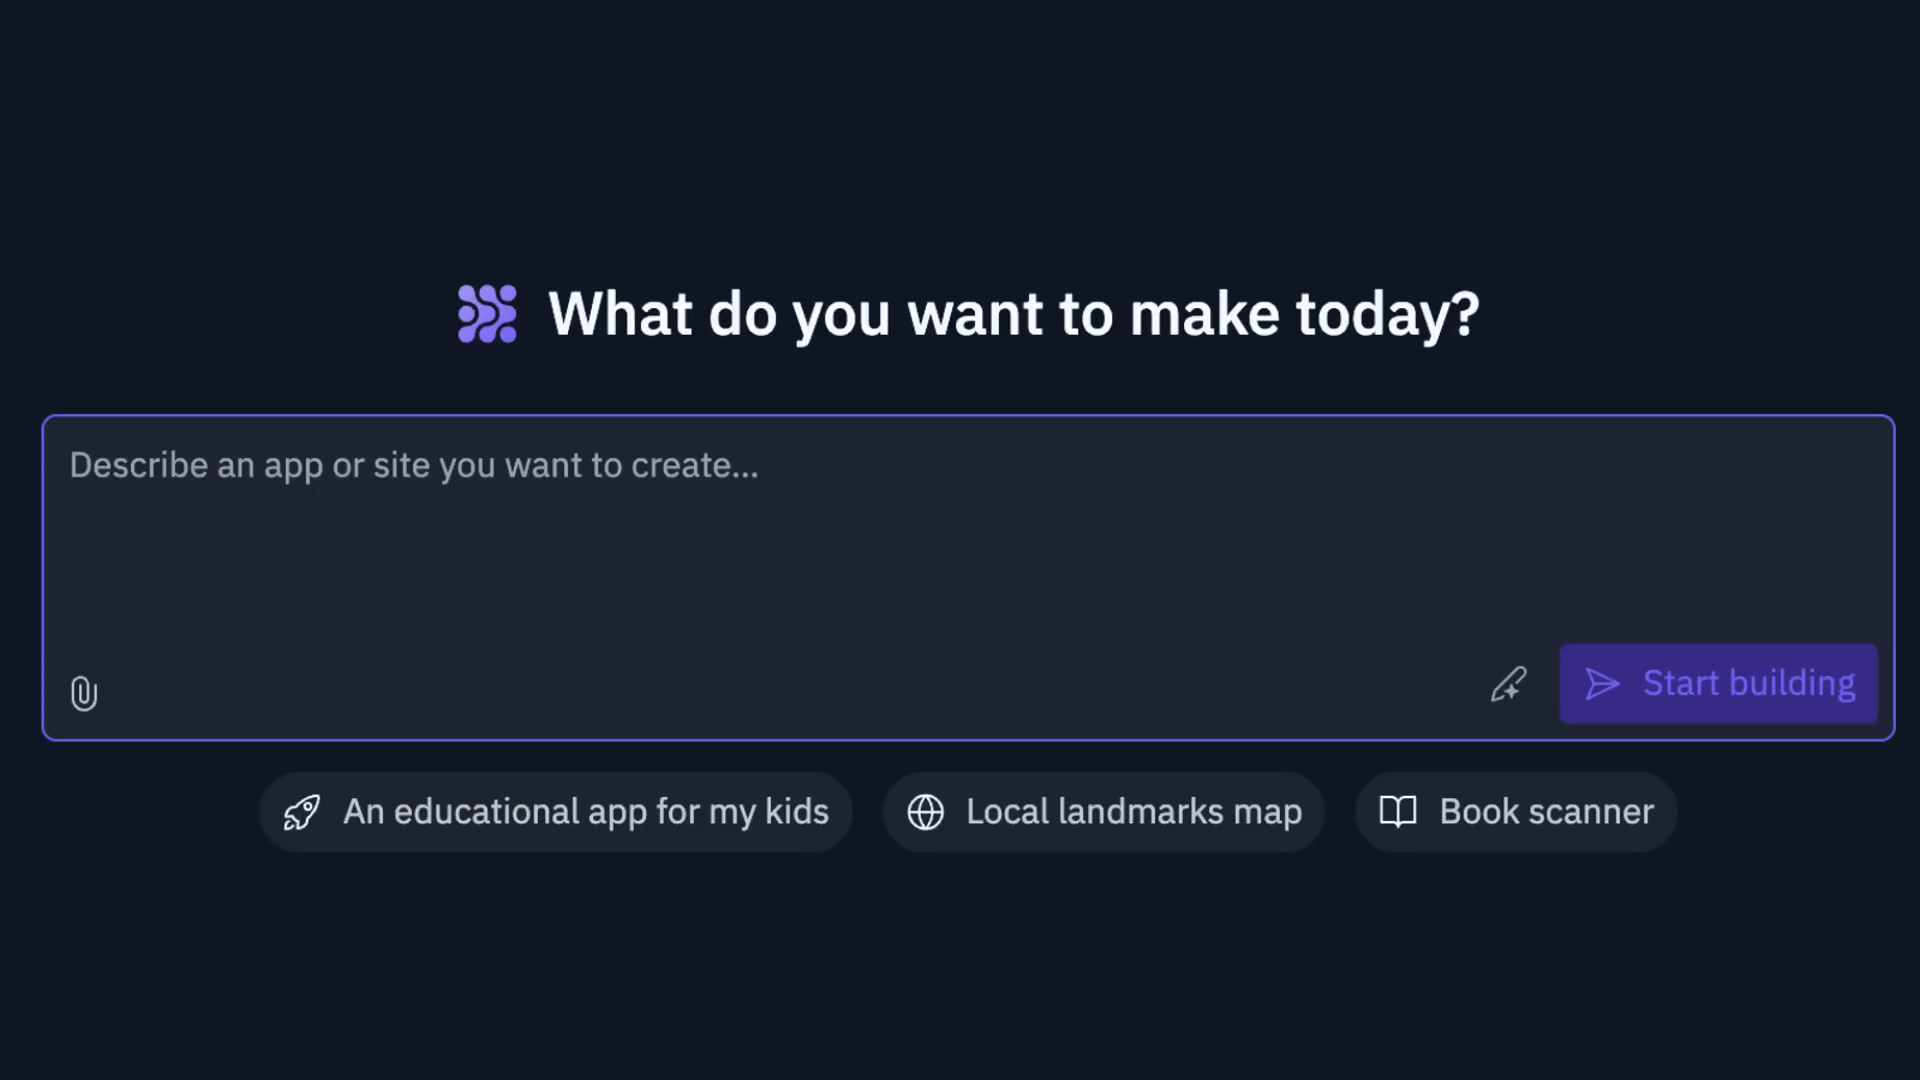 What do you want to make today?
Describe an app or site you want to create...
Start building
An educational app for my kids
Local landmarks map
Book scanner